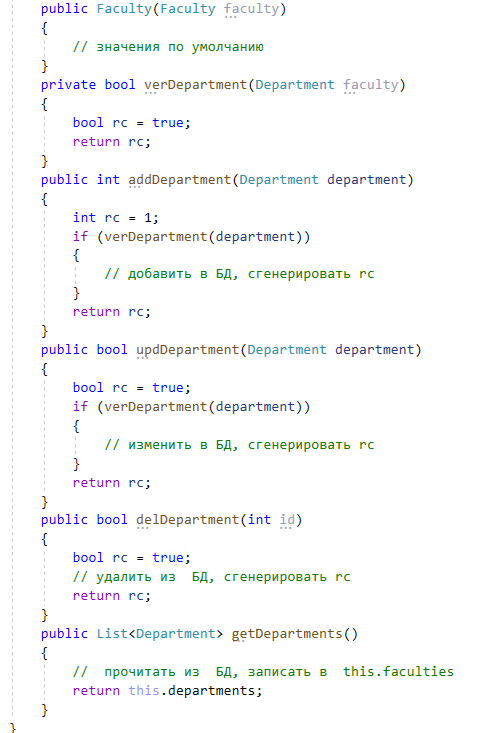 public Faculty(Faculty faculty)
{
// значения по умолчанию
}
private bool verDepartment(Department faculty)
{
bool rc = true;
return rc;
}
public int addDepartment(Department department)
{
int rc = 1;
if (verDepartment(department))
{
// добавить в БД, сгенерировать rc
}
return rc;
}
public bool updDepartment(Department department)
{
bool rc = true;
if (verDepartment(department))
{
// изменить в БД, сгенерировать rc
}
return rc;
}
public bool delDepartment(int id)
{
bool rc = true;
// удалить из  БД, сгенерировать rc
return rc;
}
public List<Department> getDepartments()
{
//  прочитать из  БД, записать в  this.faculties
return this.departments;
}
}